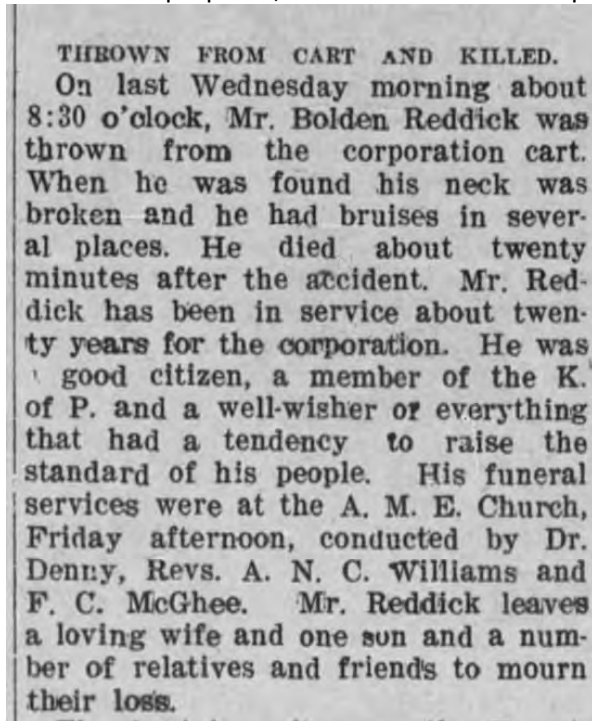 THROWN FROM CART AND KILLED.
On last Wednesday morning about
8:30 o'clock, Mr. Bolden Reddick was
thrown from the corporation cart.
When he was found his neck was
broken and he had bruises in sever-
al places. He died about twenty
minutes after the accident. Mr. Red-
dick has been in service about twen-
ty years for the corporation. He was
good citizen, a member of the K.
of P. and a well-wisher of everything
that had a tendency to raise the
standard of his people. His funeral
services were at the A. M. E. Church,
Friday afternoon, conducted by Dr.
Denny, Revs. A. N. C. Williams and
F. C. McGhee. Mr. Reddick leaves
a loving wife and one son and a num-
ber of relatives and friends to mourn
their loss.